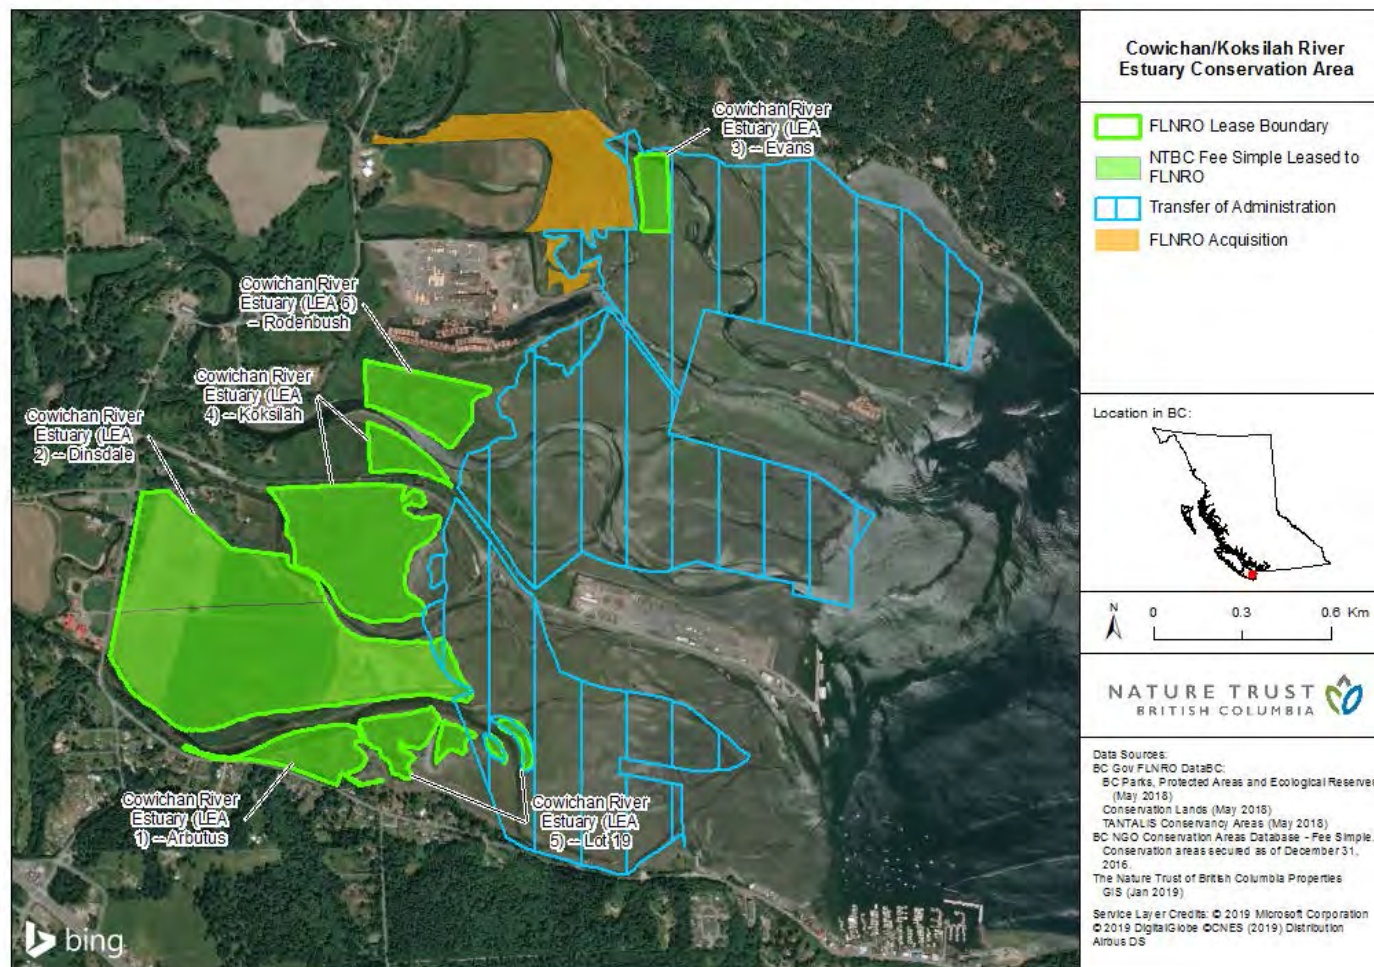 Cowichan/Koksilah River
Estuary Conservation Area
FLNRO Lease Boundary
NTBC Fee Simple Leased to
FLNRO
Transfer of Administration
FLNRO Acquisition
Cowichan River
Estuary (LEA
3) -- Evans
Cowichan River
Estuary (LEA 6)
-- Rodenbush
Cowichan River
Estuary (LEA
4) -- Koksilah
Cowichan River
Estuary (LEA
2) -- Dinsdale
Cowichan River
Estuary (LEA
1) -- Arbutus
Cowichan River
Estuary (LEA
5) -- Lot 19
bing
Location in BC:
N
0 0.3 0.6 Km
NATURE TRUST
BRITISH COLUMBIA
Data Sources:
BC Gov FLNRO DataBC:
BC Parks, Protected Areas and Ecological Reserves
(May 2018)
Conservation Lands (May 2018)
TANTALIS Conservancy Areas (May 2018)
BC NGO Conservation Areas Database - Fee Simple.
Conservation areas secured as of December 31,
2016.
The Nature Trust of British Columbia Properties
GIS (Jan 2019)
Service Layer Credits: © 2019 Microsoft Corporation
© 2019 DigitalGlobe ©CNES (2019) Distribution
Airbus DS